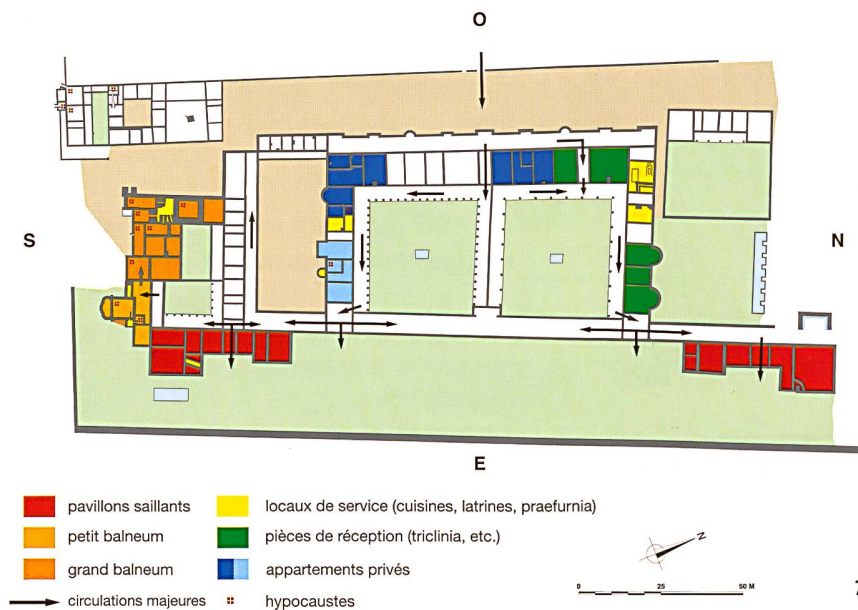 O
S
N
E
pavillons saillants
locaux de service (cuisines, latrines, praefurnia)
petit balneum
pièces de réception (triclinia, etc.)
grand balneum
appartements privés
circulations majeures
hypocaustes
N
0 25 50 M
7